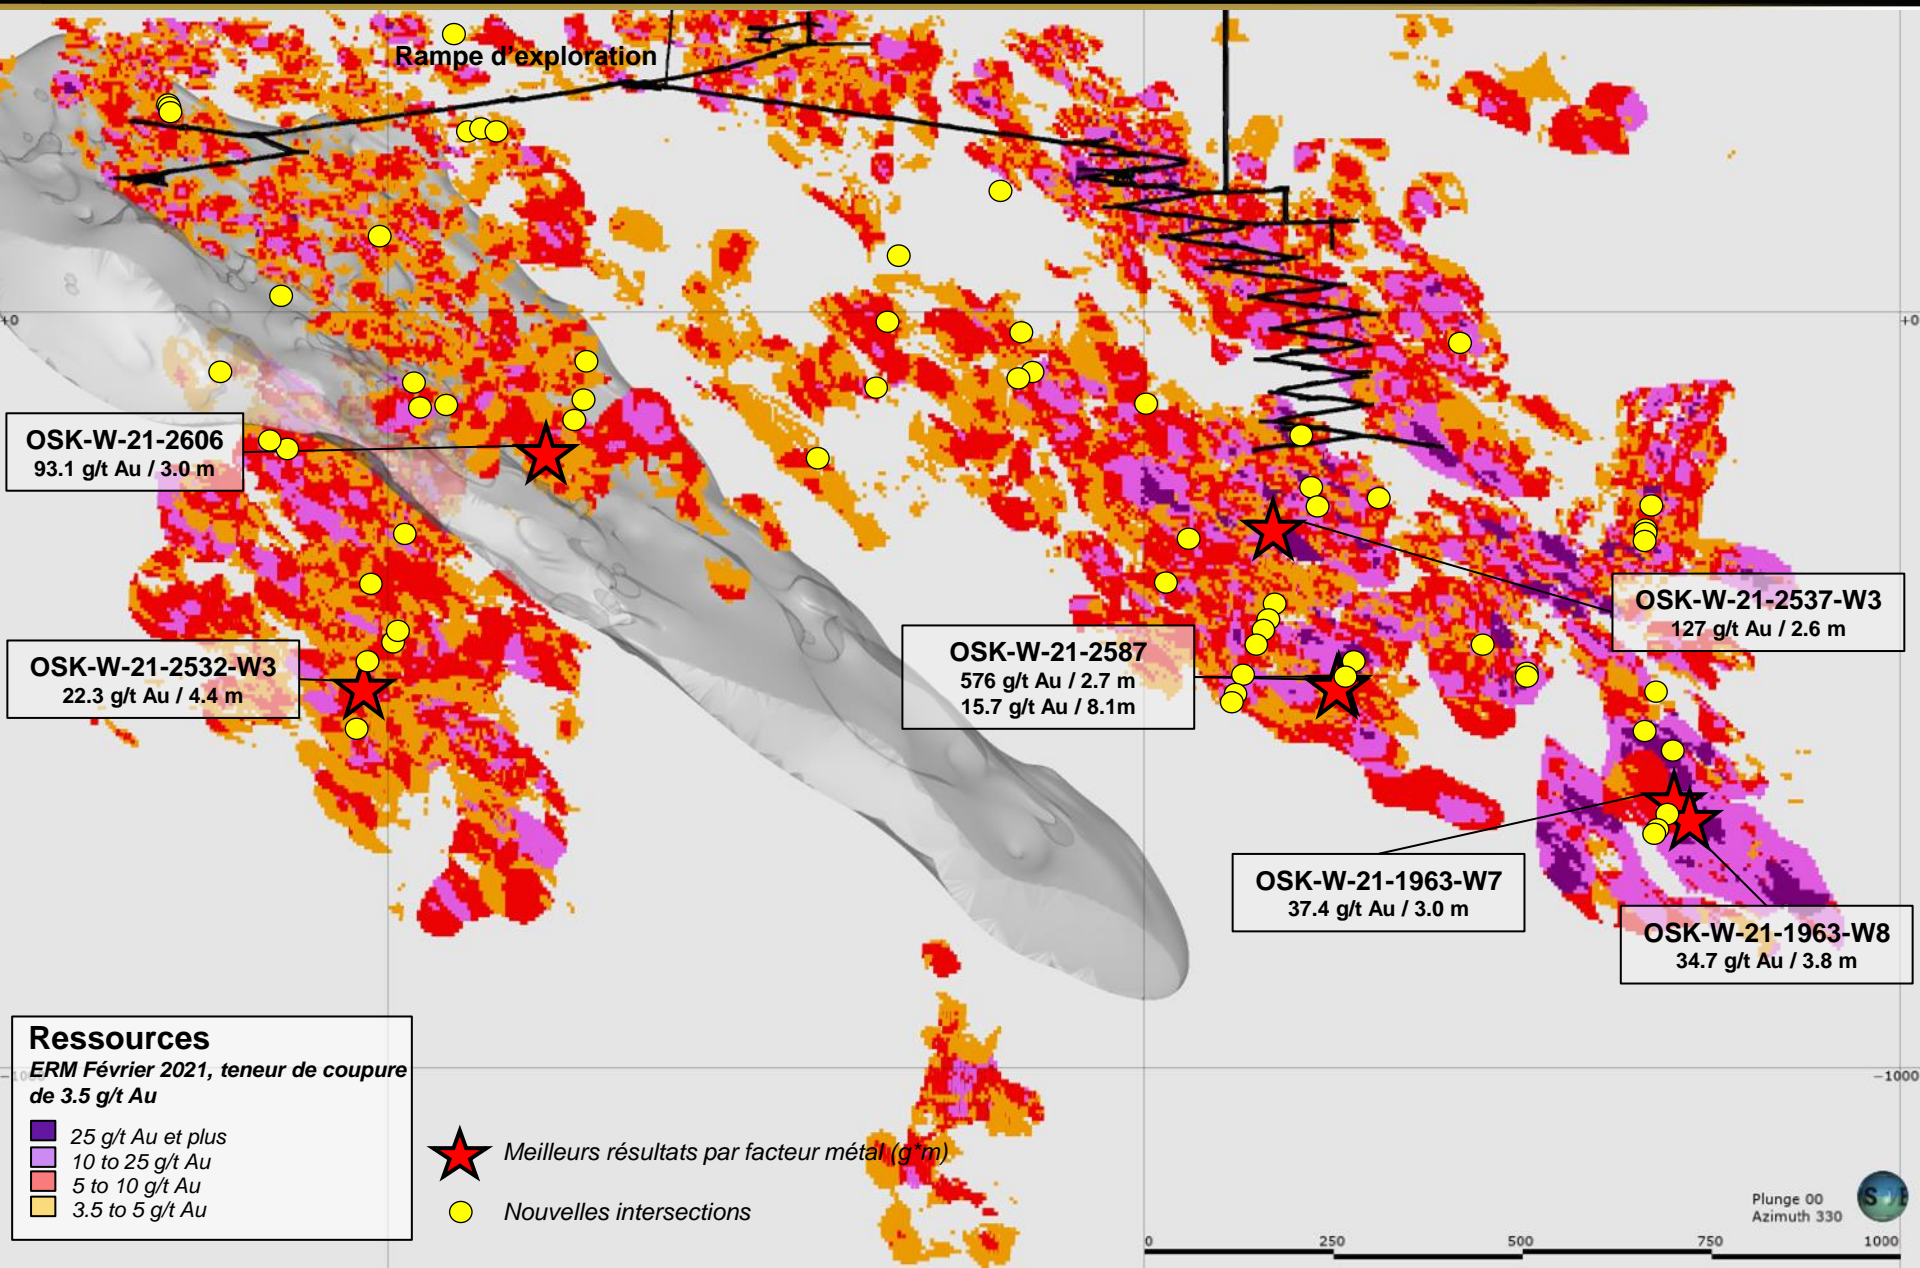 Rampe d'exploration
+0
+0
OSK-W-21-2606
93.1 g/t Au / 3.0 m
OSK-W-21-2537-W3
127 g/t Au / 2.6 m
OSK-W-21-2587
576 g/t Au / 2.7 m
15.7 g/t Au / 8.1m
OSK-W-21-2532-W3
22.3 g/t Au / 4.4 m
OSK-W-21-1963-W7
37.4 g/t Au / 3.0 m
OSK-W-21-1963-W8
34.7 g/t Au / 3.8 m
Ressources
ERM Février 2021, teneur de coupure
de 3.5 g/t Au
25 g/t Au et plus
10 to 25 g/t Au
5 to 10 g/t Au
3.5 to 5 g/t Au
-1000
-1000
Meilleurs résultats par facteur métal (g*m)
Nouvelles intersections
Plunge 00
Azimuth 330
S
0 250 500 750 1000